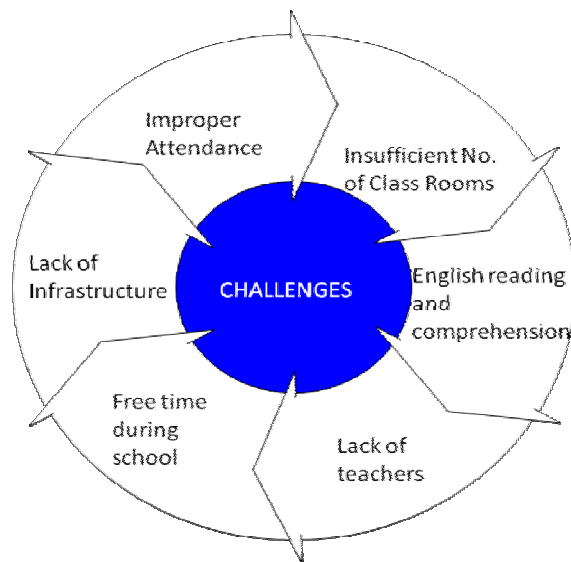 Improper
Attendance
Insufficient No.
of Class Rooms
Lack of
Infrastructure
CHALLENGES
English reading
and
comprehension
Free time
during
school
Lack of
teachers